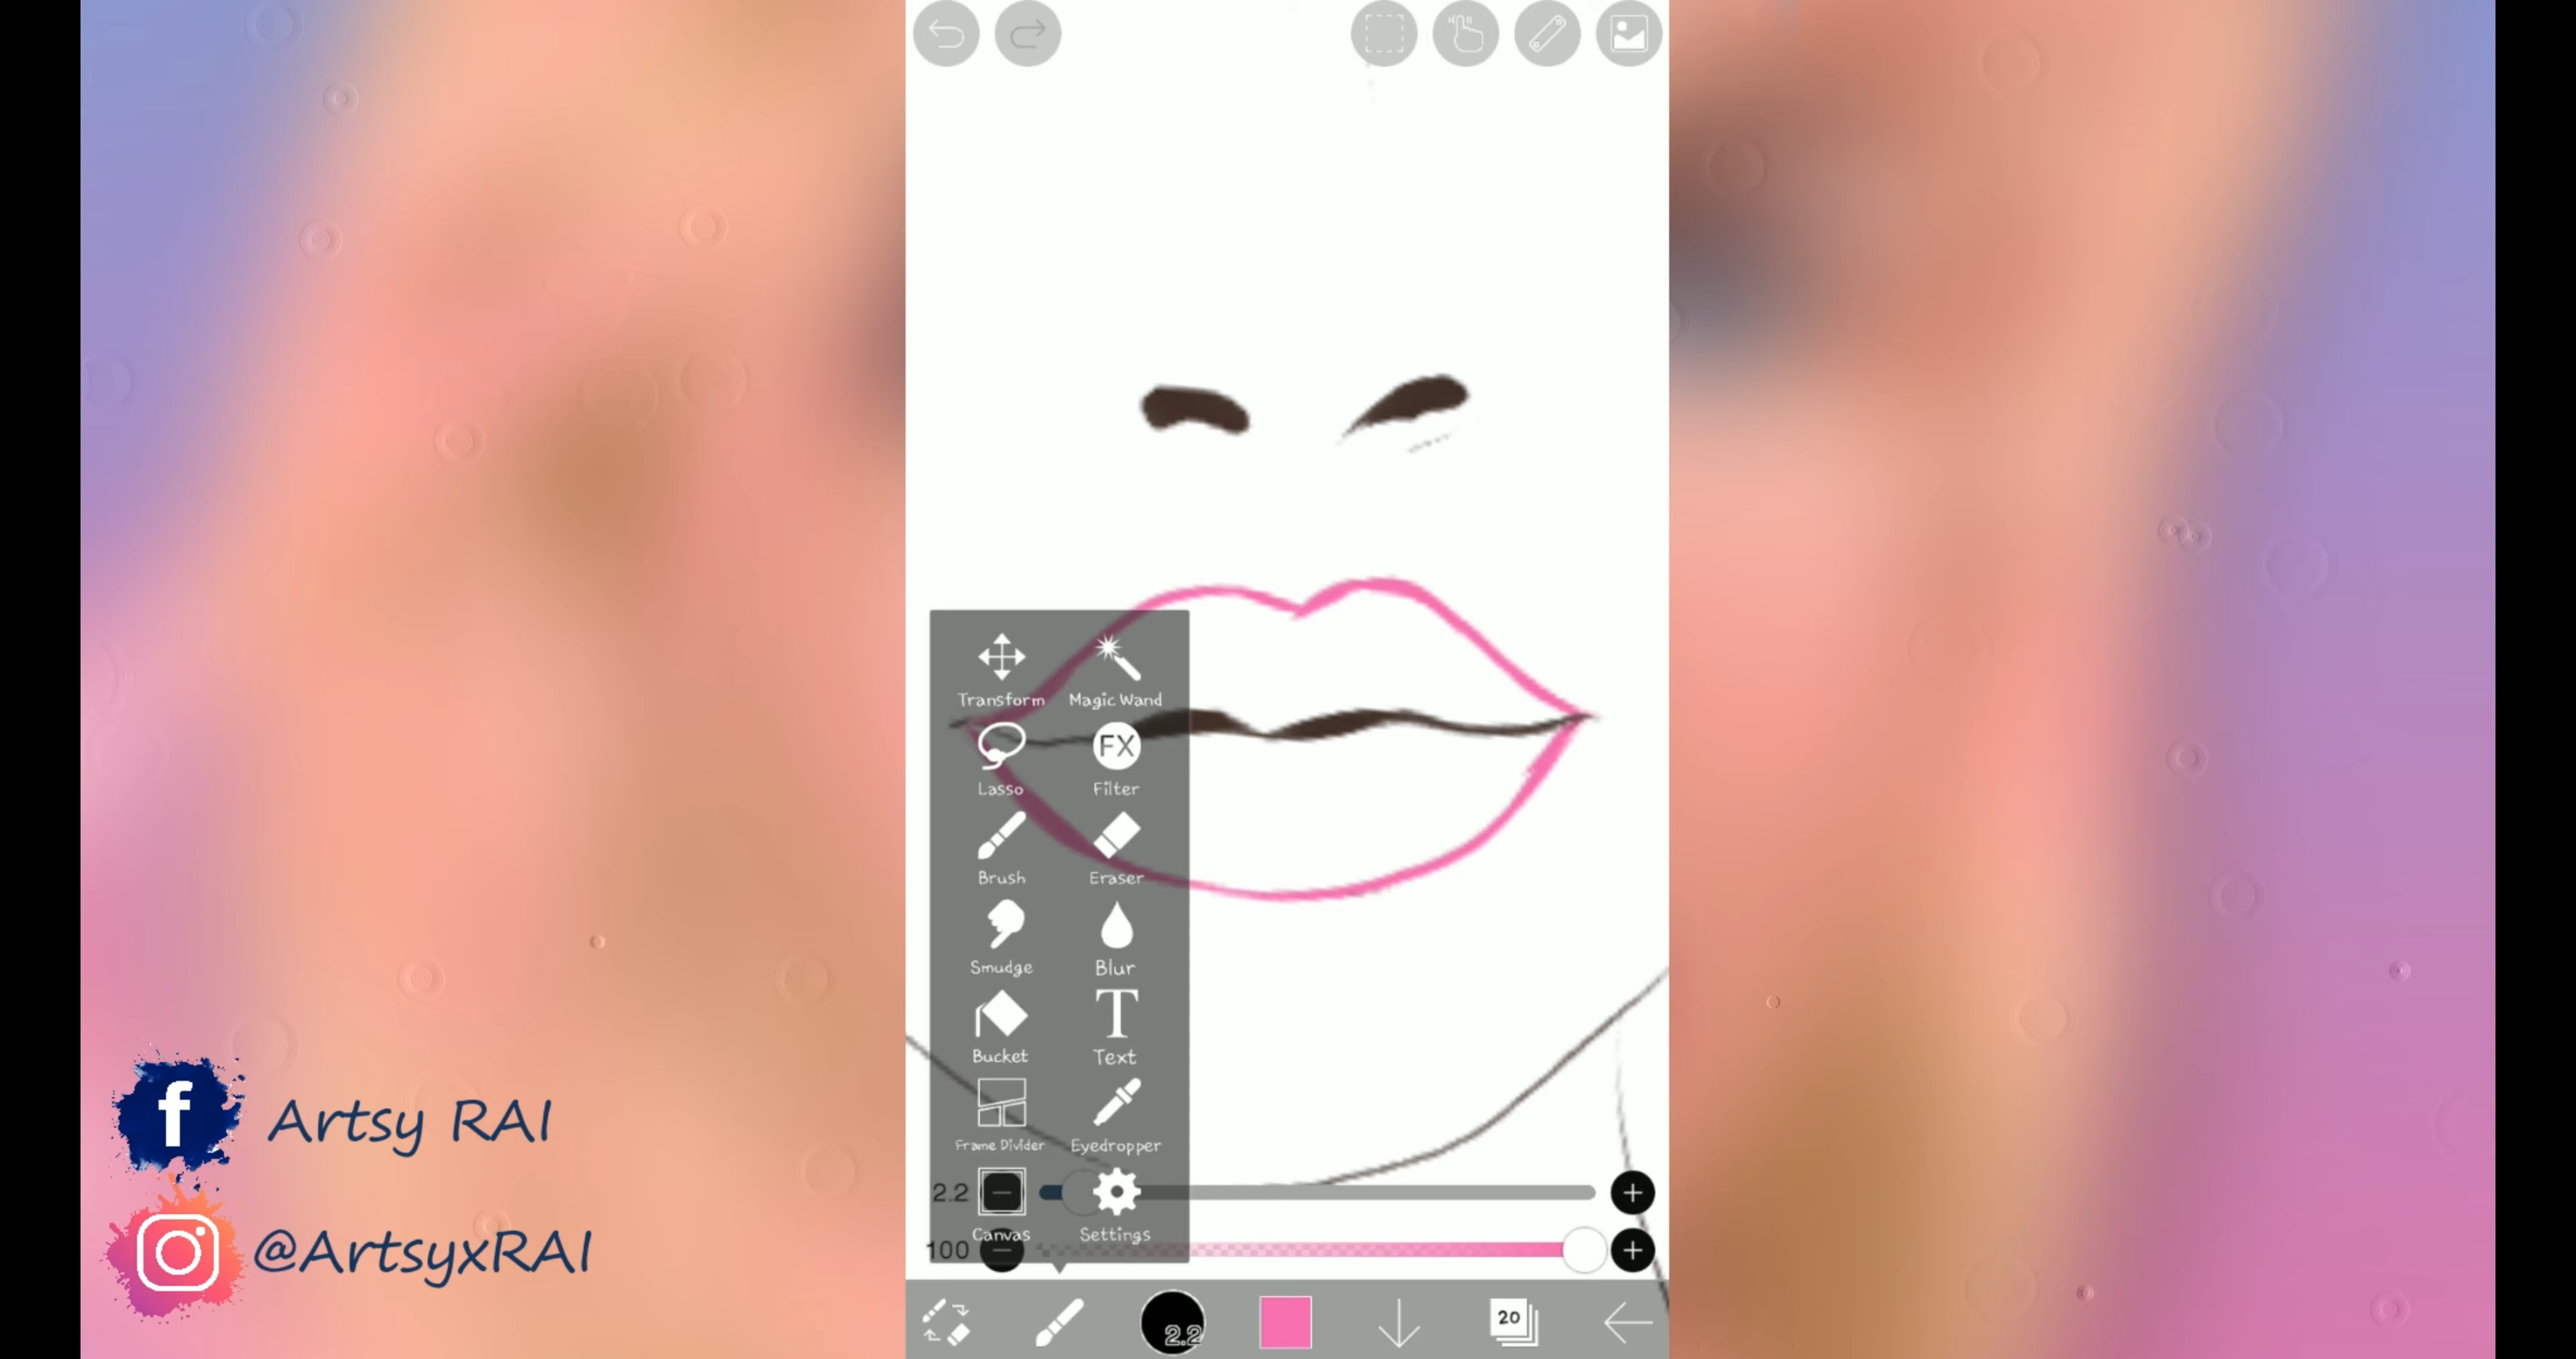 Transform
Magic Wand
FX
Lasso
Filter
Brush
Eraser
Smudge
Blur
T
Bucket
Text
Frame Divider
Eyedropper
2.2
Canvas
Settings
100
2.2
20
f
Artsy RAI
@ArtsyxRAI